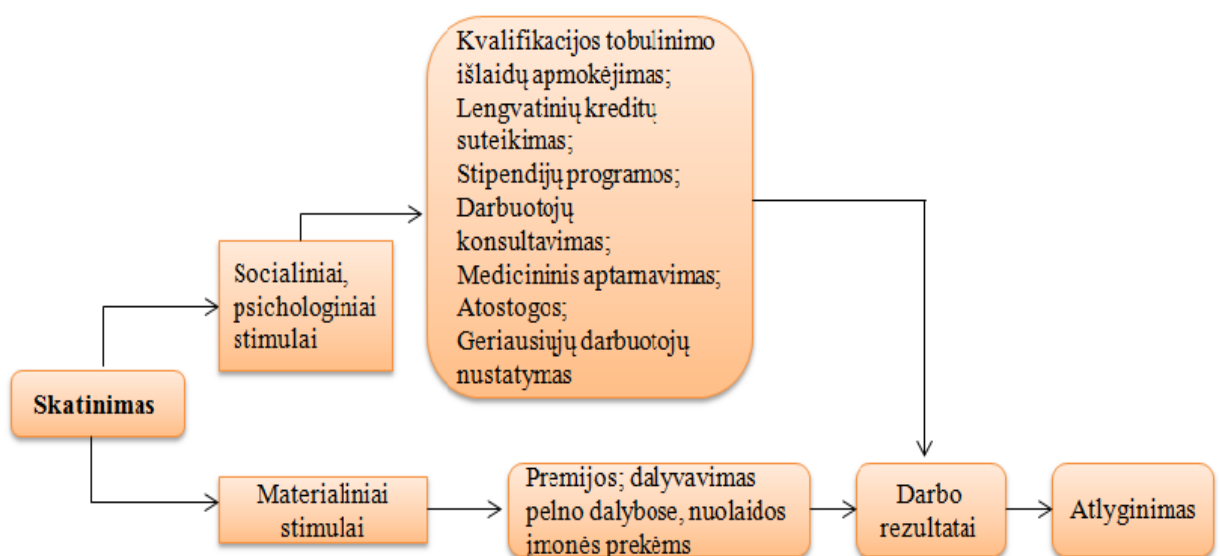 Kvalifikacijos tobulinimo
išlaidų apmokėjimas;
Lengvatinių kreditų
suteikimas;
Stipendijų programos;
Darbuotojų
konsultavimas;
Medicininis aptarnavimas;
Atostogos;
Geriausiųjų darbuotojų
nustatymas
Socialiniai,
psichologiniai
stimulai
Skatinimas
Materialiniai
stimulai
Premijos; dalyvavimas
pelno dalybose, nuolaidos
įmonės prekėms
Darbo
rezultatai
Atlyginimas